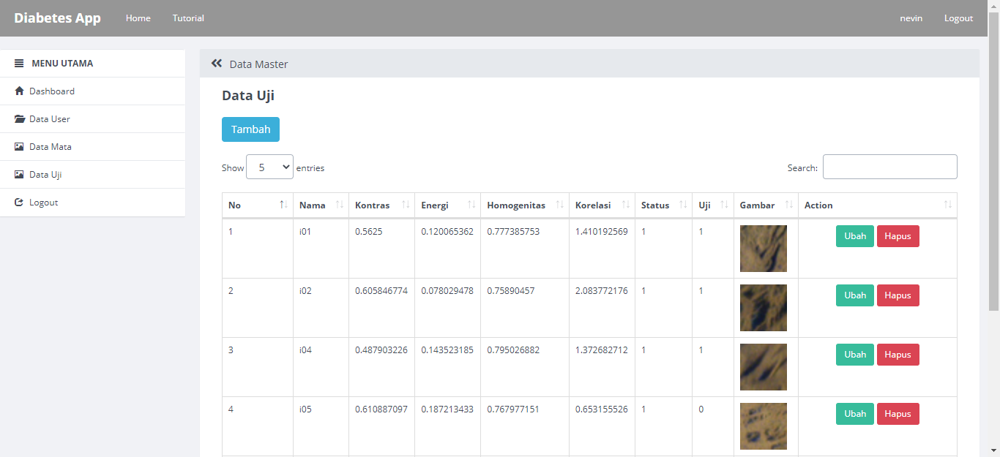 Diabetes App Home Tutorial nevin Logout
MENU UTAMA
Dashboard
Data User
Data Mata
Data Uji
Logout
Data Master
Data Uji
Tambah
Show 5 entries Search:
No Nama Kontras Energi Homogenitas Korelasi Status Uji Gambar Action
1 i01 0.5625 0.120065362 0.777385753 1.410192569 1 1 Ubah Hapus
2 i02 0.605846774 0.078029478 0.75890457 2.083772176 1 1 Ubah Hapus
3 i04 0.487903226 0.143523185 0.795026882 1.372682712 1 1 Ubah Hapus
4 i05 0.610887097 0.187213433 0.767977151 0.653155526 1 0 Ubah Hapus